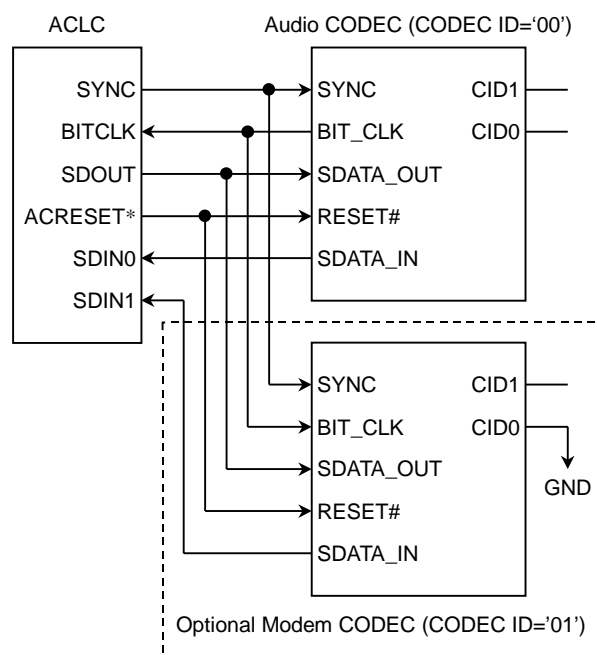 ACLC
Audio CODEC (CODEC ID='00')
SYNC
BITCLK
SDOUT
ACRESET*
SDIN0
SDIN1
SYNC
BIT_CLK
SDATA_OUT
RESET#
SDATA_IN
CID1
CID0
SYNC
BIT_CLK
SDATA_OUT
RESET#
SDATA_IN
CID1
CID0
GND
Optional Modem CODEC (CODEC ID='01')